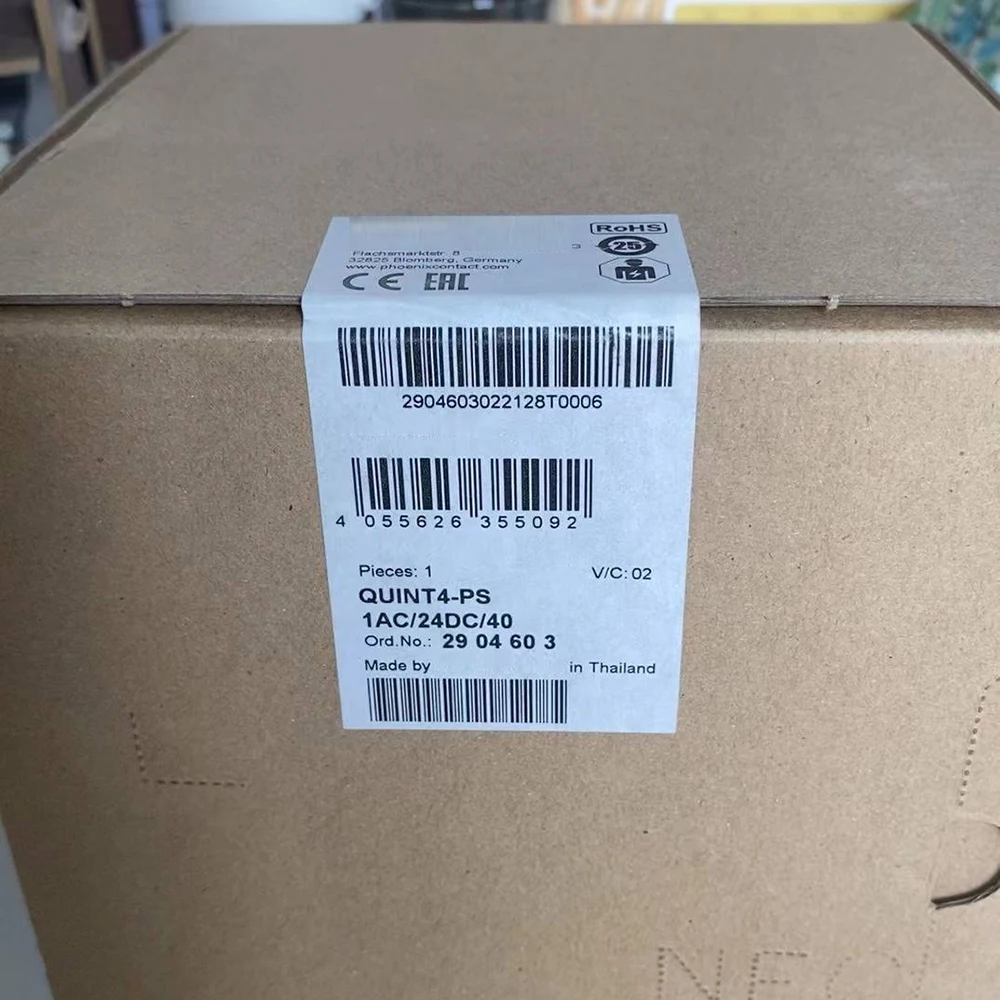 RoHS
3
25
Flachsmarktstr. 8
32825 Blomberg, Germany
www.phoenixcontact.com
CE EAC
2904603022128T0006
4 055626 355092
Pieces: 1 V/C: 02
QUINT4-PS
1AC/24DC/40
Ord.No.: 29 04 60 3
Made by in Thailand